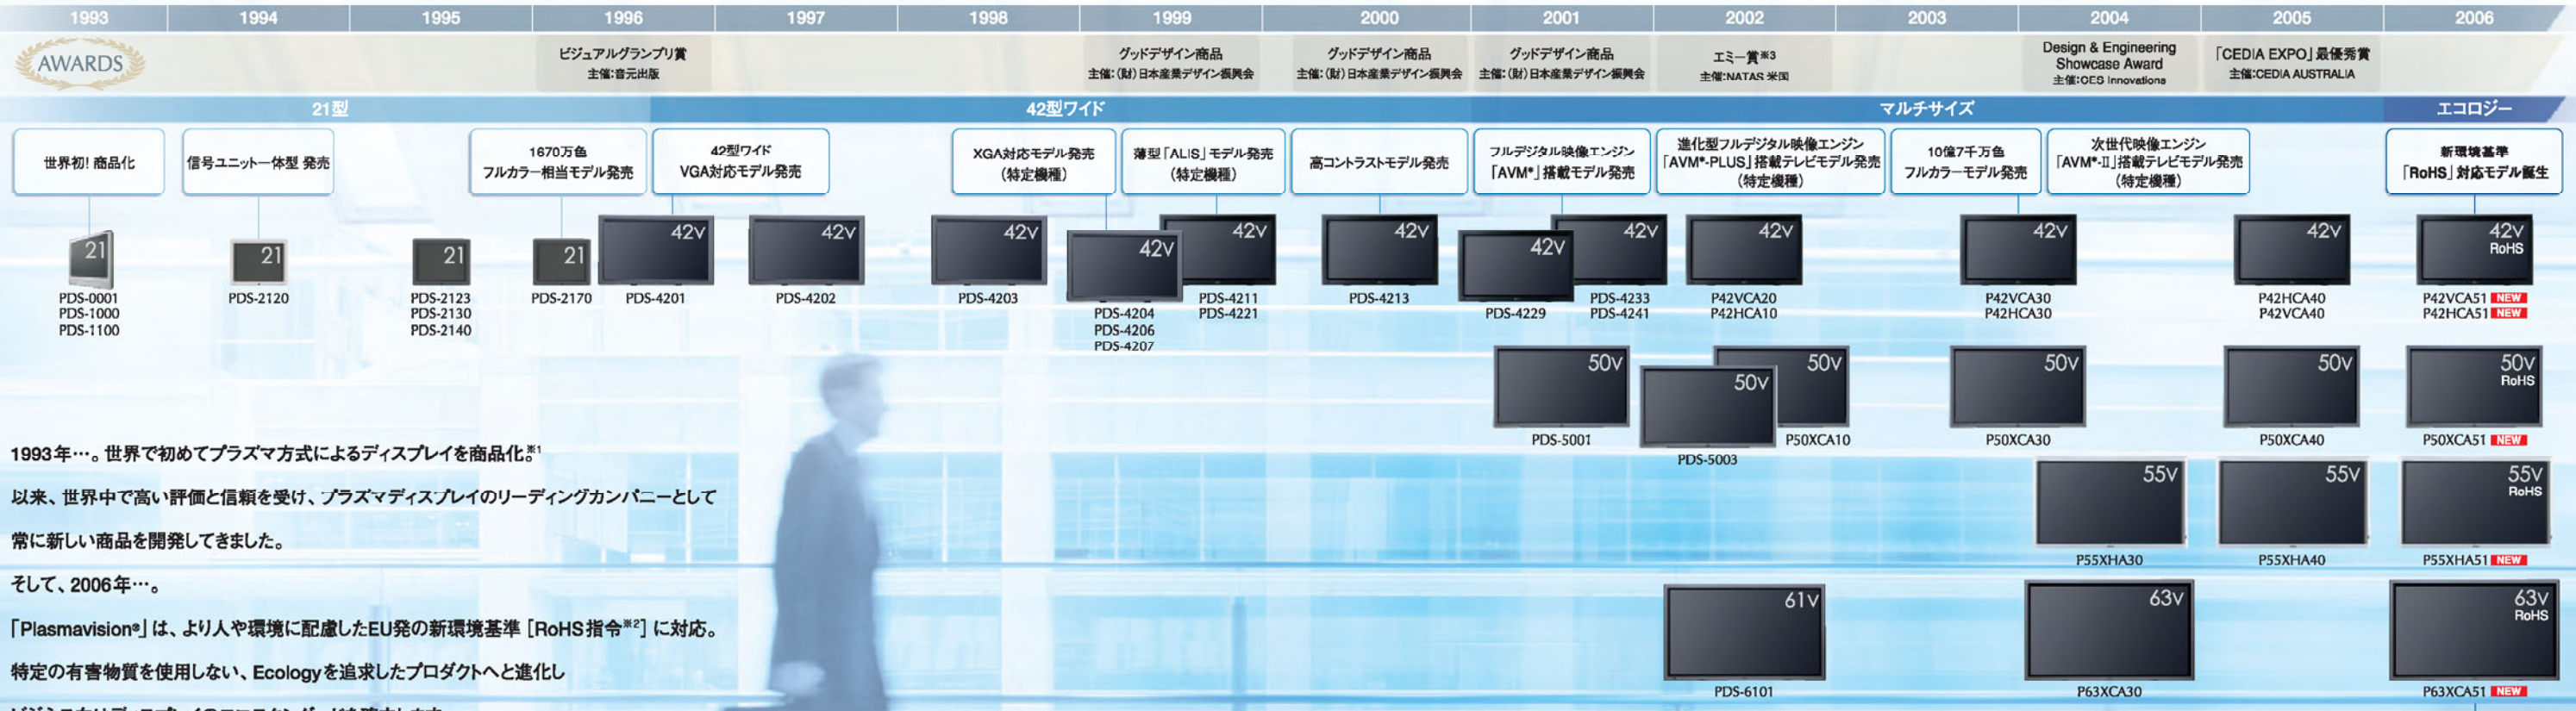 1993
1994
1995
1996
1997
1998
1999
2000
2001
2002
2003
2004
2005
2006
AWARDS
ビジュアルグランプリ賞
主催:音元出版
グッドデザイン商品
主催:(財)日本産業デザイン振興会
グッドデザイン商品
主催:(財)日本産業デザイン振興会
グッドデザイン商品
主催:(財)日本産業デザイン振興会
エミー賞※3
主催:NATAS 米国
Design & Engineering
Showcase Award
主催:CES Innovations
「CEDIA EXPO」最優秀賞
主催:CEDIA AUSTRALIA
21型
42型ワイド
マルチサイズ
エコロジー
世界初! 商品化
信号ユニット一体型 発売
1670万色
フルカラー相当モデル発売
42型ワイド
VGA対応モデル発売
XGA対応モデル発売
(特定機種)
薄型「ALIS」モデル発売
(特定機種)
高コントラストモデル発売
フルデジタル映像エンジン
「AVM*」搭載モデル発売
進化型フルデジタル映像エンジン
「AVM*-PLUS」搭載テレビモデル発売
(特定機種)
10億7千万色
フルカラーモデル発売
次世代映像エンジン
「AVM*-II」搭載テレビモデル発売
(特定機種)
新環境基準
「RoHS」対応モデル誕生
21
PDS-0001
PDS-1000
PDS-1100
21
PDS-2120
21
PDS-2123
PDS-2130
PDS-2140
21
PDS-2170
42V
PDS-4201
42V
PDS-4202
42V
PDS-4203
42V
PDS-4204
PDS-4206
PDS-4207
42V
PDS-4211
PDS-4221
42V
PDS-4213
42V
PDS-4229
42V
PDS-4233
PDS-4241
42V
P42VCA20
P42HCA10
42V
P42VCA30
P42HCA30
42V
P42HCA40
P42VCA40
42V
RoHS
P42VCA51 NEW
P42HCA51 NEW
50V
PDS-5001
50V
PDS-5003
50V
P50XCA10
50V
P50XCA30
50V
P50XCA40
50V
RoHS
P50XCA51 NEW
55V
P55XHA30
55V
P55XHA40
55V
RoHS
P55XHA51 NEW
61V
PDS-6101
63V
P63XCA30
63V
RoHS
P63XCA51 NEW
1993年…。世界で初めてプラズマ方式によるディスプレイを商品化。※1
以来、世界中で高い評価と信頼を受け、プラズマディスプレイのリーディングカンパニーとして
常に新しい商品を開発してきました。
そして、2006年…。
「Plasmavision®」は、より人や環境に配慮したEU発の新環境基準［RoHS指令※2］に対応。
特定の有害物質を使用しない、Ecologyを追求したプロダクトへと進化し